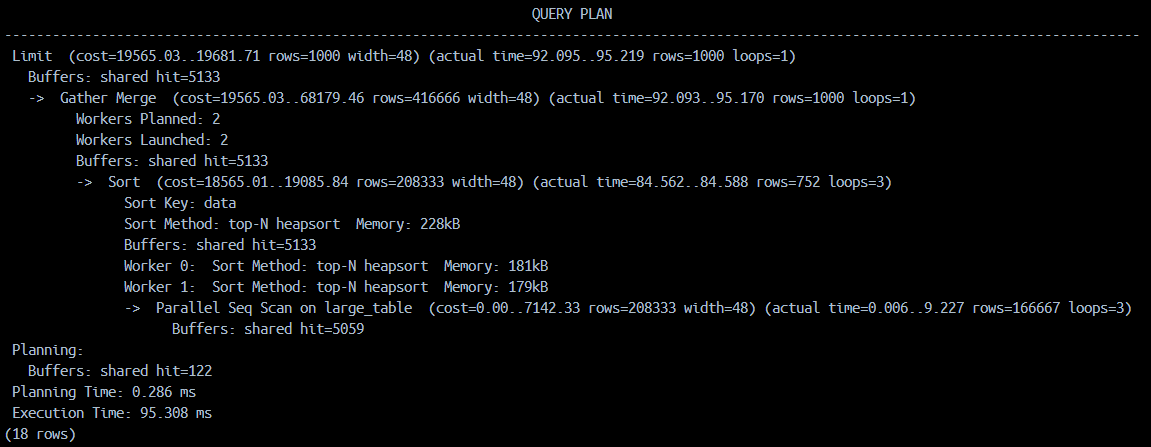 QUERY PLAN
-----------------------------------------------------------------------------------------------------------------------------------------------
Limit  (cost=19565.03..19681.71 rows=1000 width=48) (actual time=92.095..95.219 rows=1000 loops=1)
  Buffers: shared hit=5133
  ->  Gather Merge  (cost=19565.03..68179.46 rows=416666 width=48) (actual time=92.093..95.170 rows=1000 loops=1)
        Workers Planned: 2
        Workers Launched: 2
        Buffers: shared hit=5133
        ->  Sort  (cost=18565.01..19085.84 rows=208333 width=48) (actual time=84.562..84.588 rows=752 loops=3)
              Sort Key: data
              Sort Method: top-N heapsort  Memory: 228kB
              Buffers: shared hit=5133
              Worker 0:  Sort Method: top-N heapsort  Memory: 181kB
              Worker 1:  Sort Method: top-N heapsort  Memory: 179kB
              ->  Parallel Seq Scan on large_table  (cost=0.00..7142.33 rows=208333 width=48) (actual time=0.006..9.227 rows=166667 loops=3)
                    Buffers: shared hit=5059
Planning:
  Buffers: shared hit=122
Planning Time: 0.286 ms
Execution Time: 95.308 ms
(18 rows)